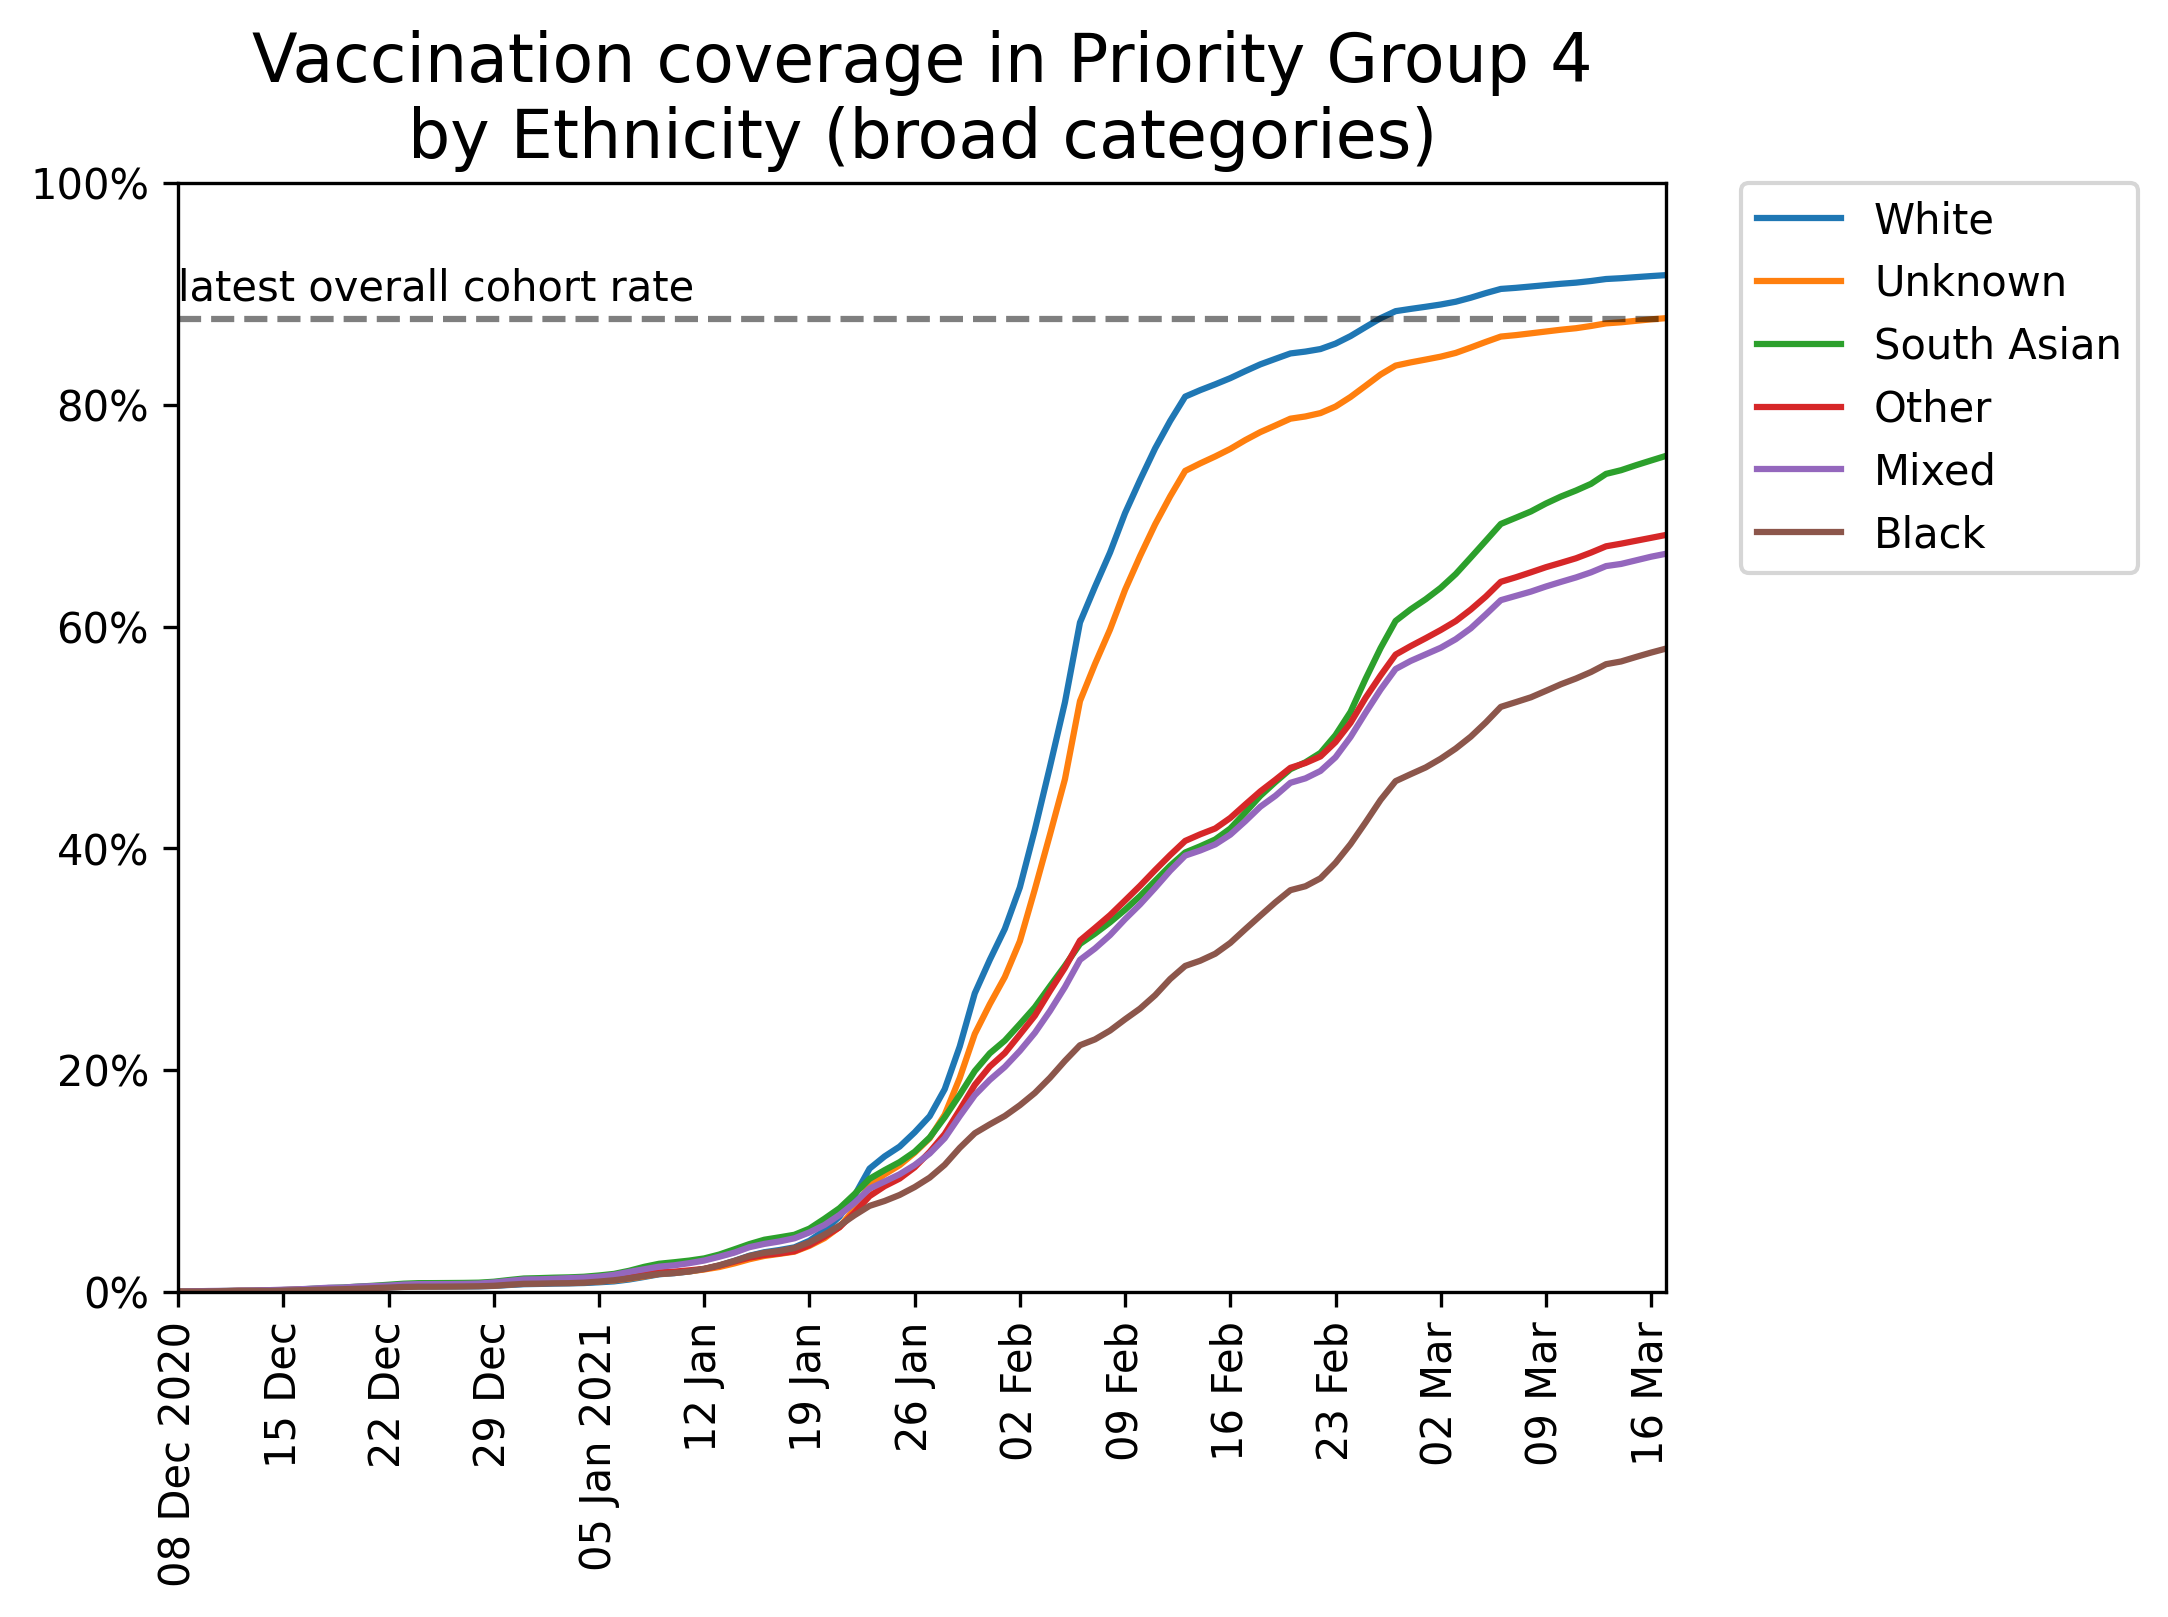 Vaccination coverage in Priority Group 4
by Ethnicity (broad categories)
100%
80%
60%
40%
20%
0%
latest overall cohort rate
White
Unknown
South Asian
Other
Mixed
Black
08 Dec 2020
15 Dec
22 Dec
29 Dec
05 Jan 2021
12 Jan
19 Jan
26 Jan
02 Feb
09 Feb
16 Feb
23 Feb
02 Mar
09 Mar
16 Mar